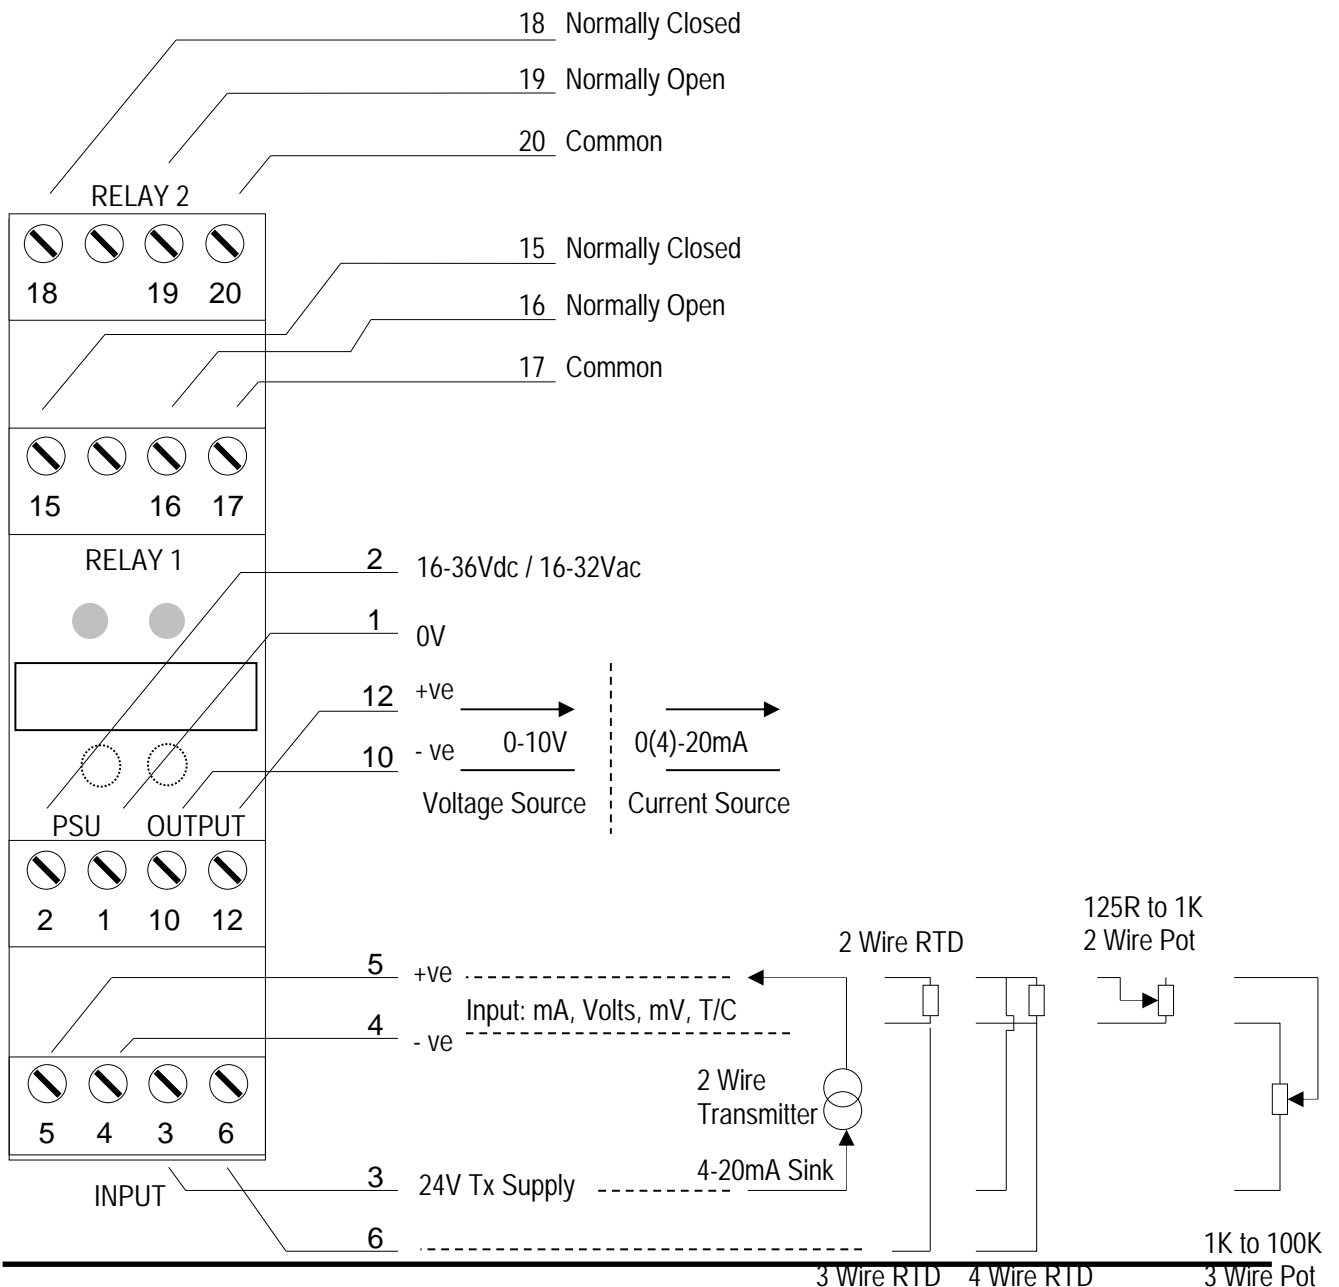 18 Normally Closed
19 Normally Open
20 Common
RELAY 2
18 19 20
15 Normally Closed
16 Normally Open
17 Common
15 16 17
RELAY 1
2 16-36Vdc / 16-32Vac
1 0V
12 +ve
10 - ve
0-10V 0(4)-20mA
Voltage Source Current Source
PSU OUTPUT
2 1 10 12
125R to 1K
2 Wire RTD 2 Wire Pot
5 +ve
Input: mA, Volts, mV, T/C
4 - ve
2 Wire
Transmitter
5 4 3 6
4-20mA Sink
3 24V Tx Supply
INPUT
6
1K to 100K
3 Wire RTD 4 Wire RTD 3 Wire Pot